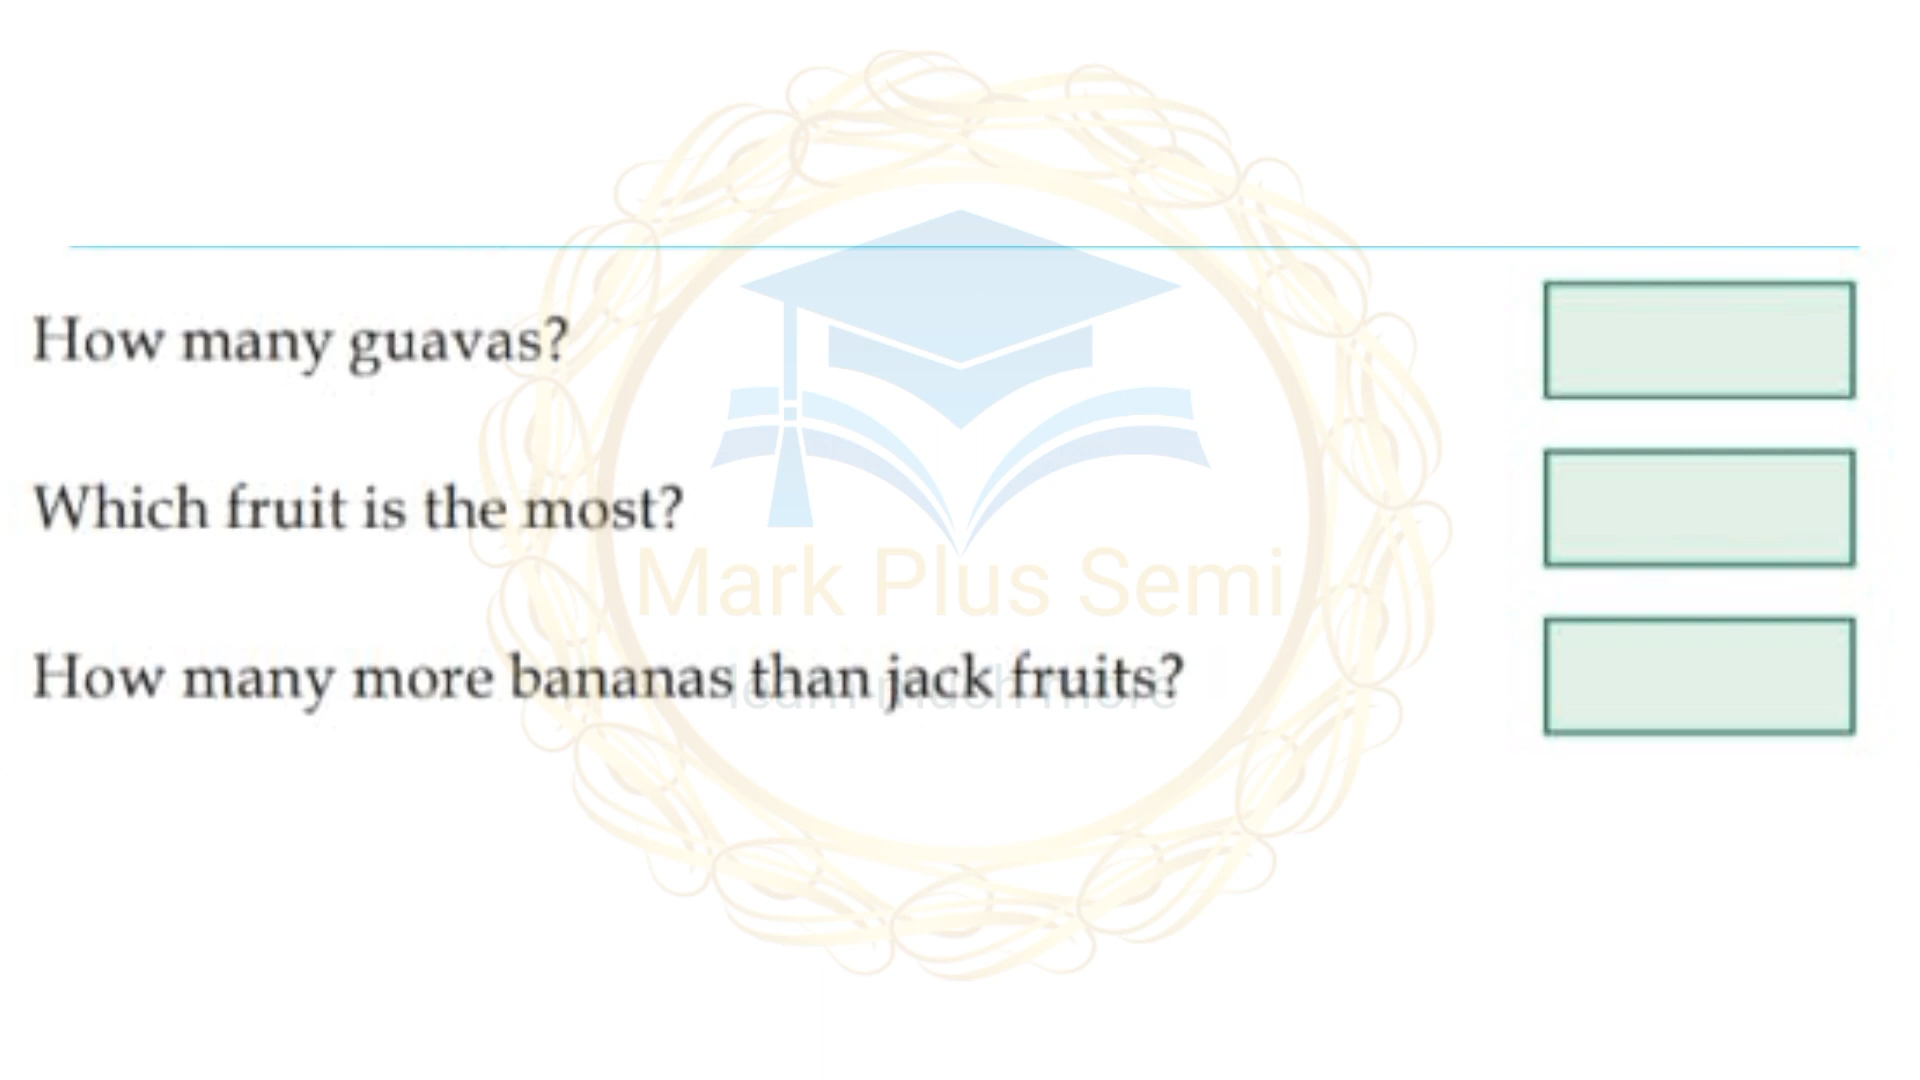 How many guavas?
Which fruit is the most?
Mark Plus Semi
How many more bananas than jack fruits?